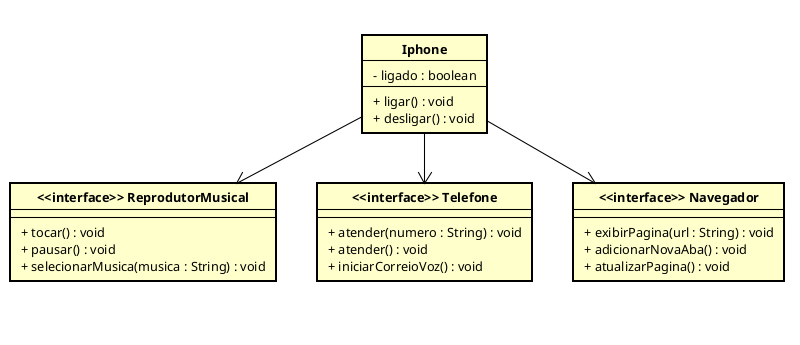 Iphone
- ligado : boolean
+ ligar() : void
+ desligar() : void
<<interface>> ReprodutorMusical
+ tocar() : void
+ pausar() : void
+ selecionarMusica(musica : String) : void
<<interface>> Telefone
+ atender(numero : String) : void
+ atender() : void
+ iniciarCorreioVoz() : void
<<interface>> Navegador
+ exibirPagina(url : String) : void
+ adicionarNovaAba() : void
+ atualizarPagina() : void